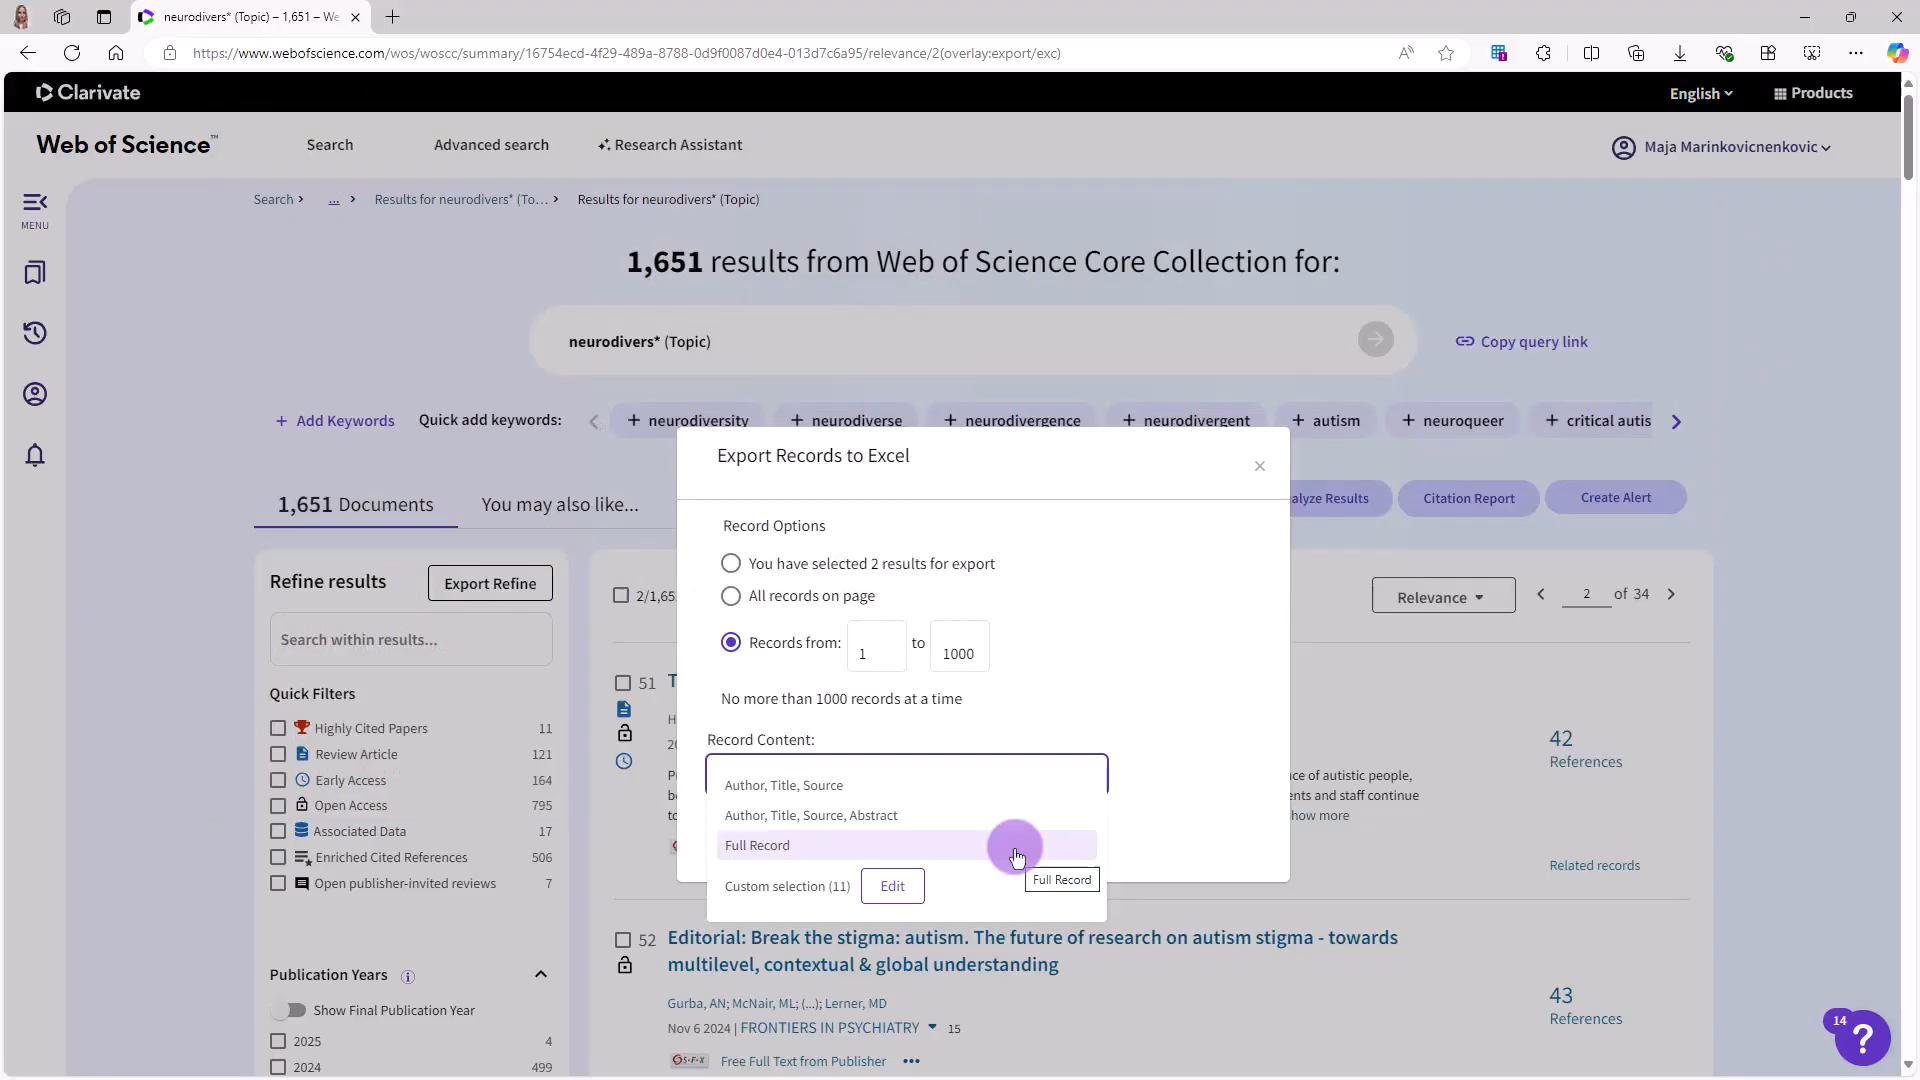 neurodivers* (Topic) – 1,651 – We
https://www.webofscience.com/wos/woscc/summary/16754ecd-4f29-489a-8788-0d9f0087d0e4-013d7c6a95/relevance/2(overlay:export/exc)
Clarivate
English
Products
Web of Science™
Search
Advanced search
Research Assistant
Maja Marinkovicnenkovic
MENU
Search > ... > Results for neurodivers* (To... > Results for neurodivers* (Topic)
1,651 results from Web of Science Core Collection for:
neurodivers* (Topic)
Copy query link
+ Add Keywords
Quick add keywords:
+ neurodiversity
+ neurodiverse
+ neurodivergence
+ neurodivergent
+ autism
+ neuroqueer
+ critical autis
1,651 Documents
You may also like...
alyze Results
Citation Report
Create Alert
Refine results
Export Refine
Search within results...
Quick Filters
Highly Cited Papers 11
Review Article 121
Early Access 164
Open Access 795
Associated Data 17
Enriched Cited References 506
Open publisher-invited reviews 7
Publication Years
Show Final Publication Year
2025 4
2024 499
2/1,65
Relevance
2 of 34
Export Records to Excel
×
Record Options
You have selected 2 results for export
All records on page
Records from: 1 to 1000
No more than 1000 records at a time
Record Content:
Author, Title, Source
Author, Title, Source, Abstract
Full Record
Full Record
Custom selection (11)
Edit
51 T
H
20
P
b
to
ce of autistic people,
ents and staff continue
how more
42
References
Related records
52 Editorial: Break the stigma: autism. The future of research on autism stigma - towards
multilevel, contextual & global understanding
Gurba, AN; McNair, ML; (...); Lerner, MD
Nov 6 2024 | FRONTIERS IN PSYCHIATRY 15
S·F·X Free Full Text from Publisher •••
43
References
14
?